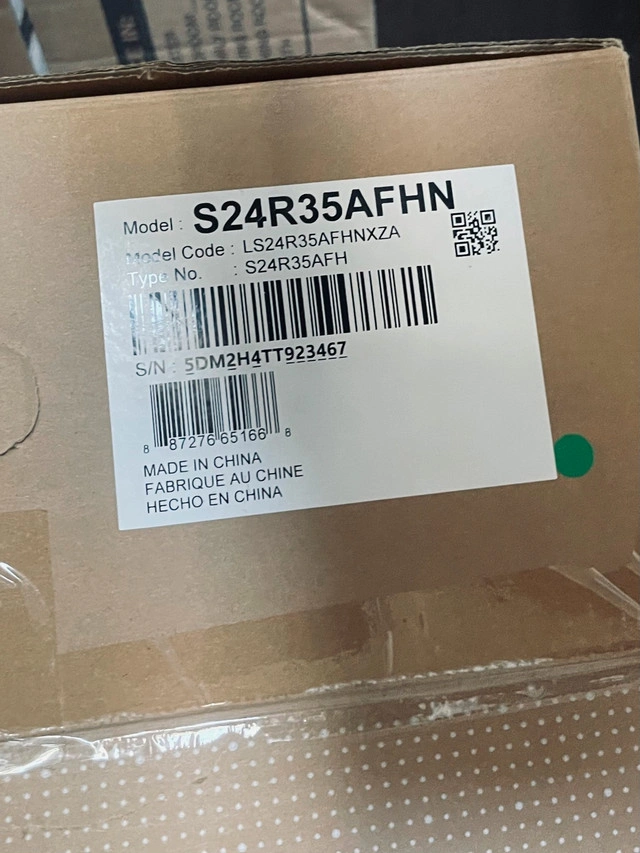 Model : S24R35AFHN
Model Code : LS24R35AFHNXZA
Type No. : S24R35AFH
S/N : 5DM2H4TT923467
8 87276 65166 8
MADE IN CHINA
FABRIQUE AU CHINE
HECHO EN CHINA